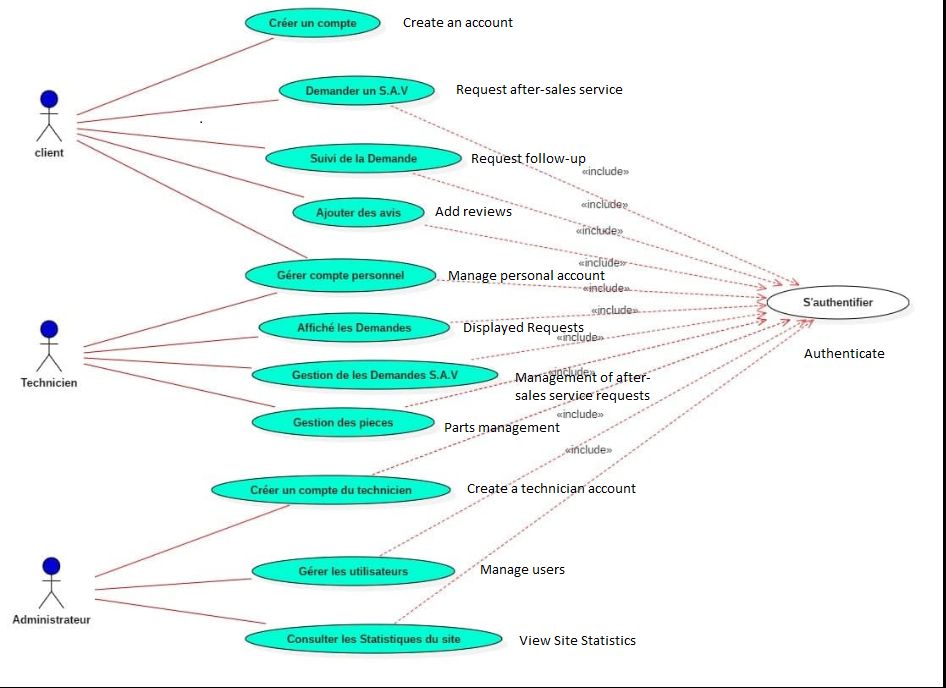 Créer un compte
Create an account
Demander un S.A.V
Request after-sales service
client
Suivi de la Demande
Request follow-up
«include»
«include»
Ajouter des avis
Add reviews
«include»
«include»
Gérer compte personnel
Manage personal account
«include»
S'authentifier
«include»
Affiché les Demandes
Displayed Requests
«include»
Authenticate
Technicien
Gestion de les Demandes S.A.V
«include»
Management of after-
sales service requests
«include»
Gestion des pieces
Parts management
«include»
Créer un compte du technicien
Create a technician account
Gérer les utilisateurs
Manage users
Administrateur
Consulter les Statistiques du site
View Site Statistics